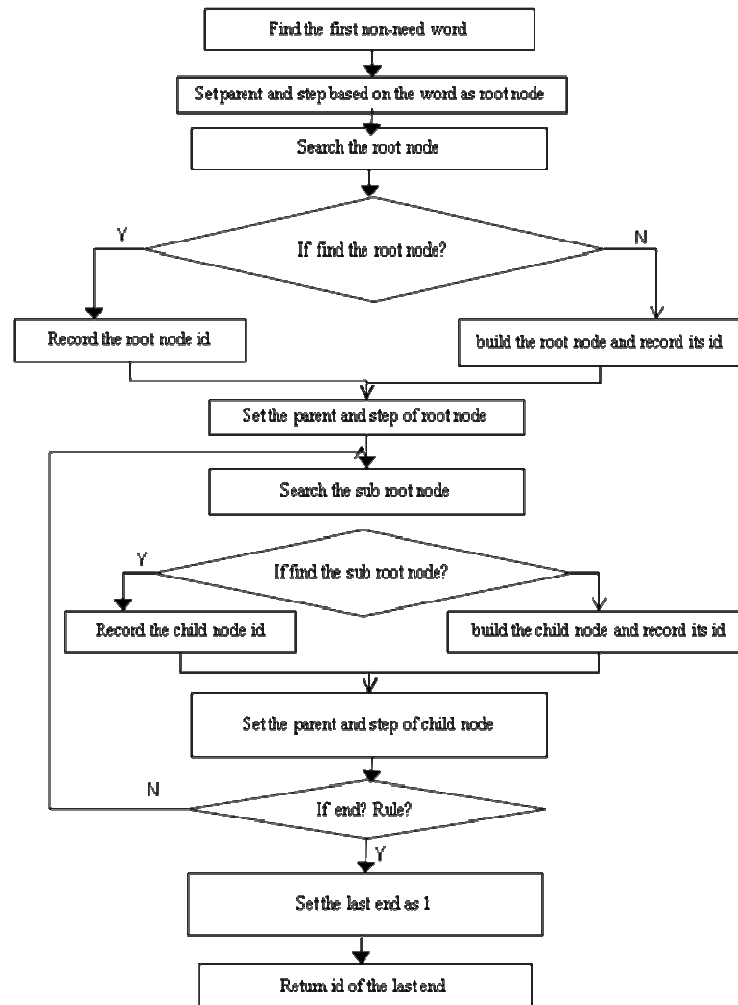 Find the first non-need word
Set parent and step based on the word as root node
Search the root node
If find the root node?
Y
N
Record the root node id
build the root node and record its id
Set the parent and step of root node
Search the sub root node
If find the sub root node?
Y
Record the child node id
build the child node and record its id
Set the parent and step of child node
If end? Rule?
N
Y
Set the last end as 1
Return id of the last end